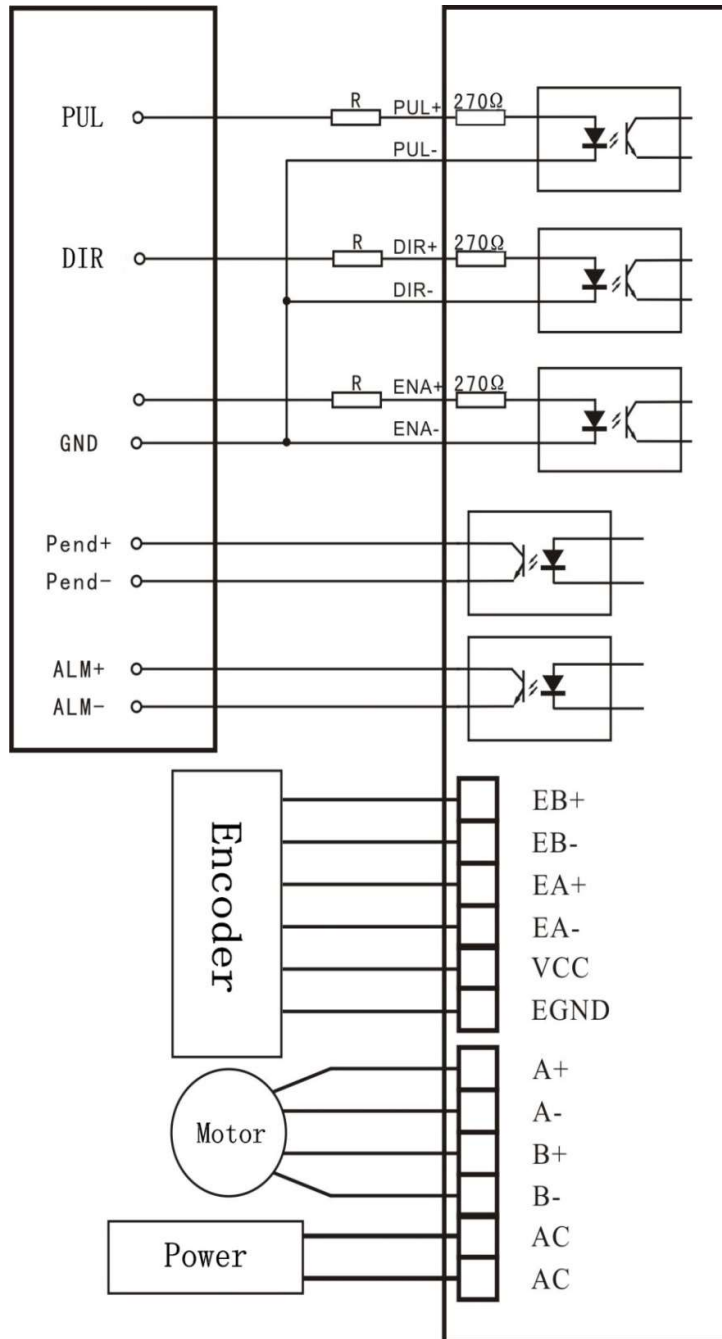 PUL R PUL+ 270Ω
PUL-
DIR R DIR+ 270Ω
DIR-
R ENA+ 270Ω
GND ENA-
Pend+
Pend-
ALM+
ALM-
Encoder
EB+
EB-
EA+
EA-
VCC
EGND
Motor
A+
A-
B+
B-
Power
AC
AC